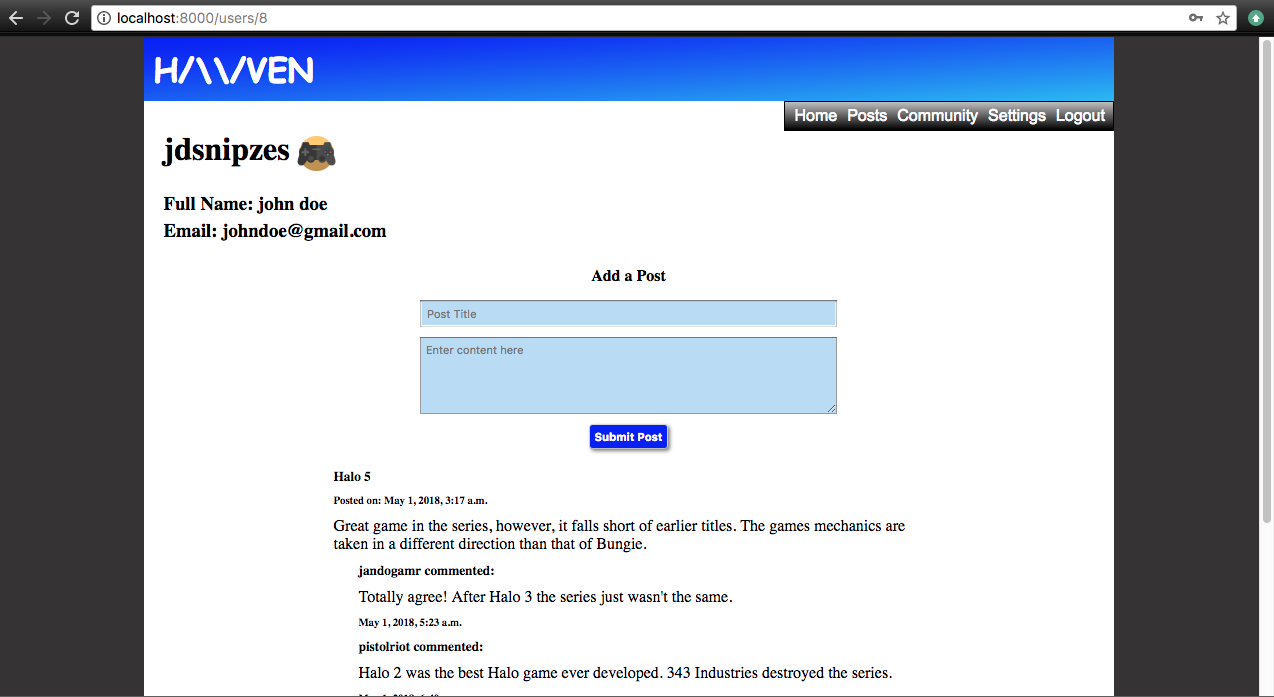 localhost:8000/users/8
H/\\/VEN
Home Posts Community Settings Logout
jdsnipzes
Full Name: john doe
Email: johndoe@gmail.com
Add a Post
Post Title
Enter content here
Submit Post
Halo 5
Posted on: May 1, 2018, 3:17 a.m.
Great game in the series, however, it falls short of earlier titles. The games mechanics are
taken in a different direction than that of Bungie.
jandogamr commented:
Totally agree! After Halo 3 the series just wasn't the same.
May 1, 2018, 5:23 a.m.
pistolriot commented:
Halo 2 was the best Halo game ever developed. 343 Industries destroyed the series.